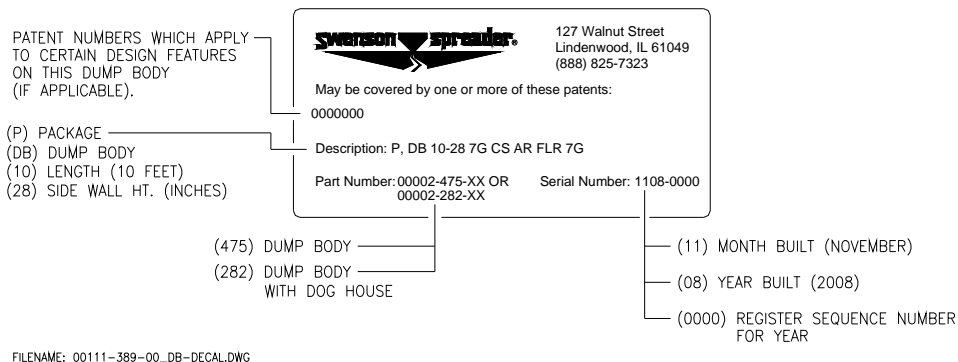 PATENT NUMBERS WHICH APPLY
TO CERTAIN DESIGN FEATURES
ON THIS DUMP BODY
(IF APPLICABLE).
(P) PACKAGE
(DB) DUMP BODY
(10) LENGTH (10 FEET)
(28) SIDE WALL HT. (INCHES)
swenson spreader®
127 Walnut Street
Lindenwood, IL 61049
(888) 825-7323
May be covered by one or more of these patents:
0000000
Description: P, DB 10-28 7G CS AR FLR 7G
Part Number: 00002-475-XX OR
00002-282-XX
Serial Number: 1108-0000
(475) DUMP BODY
(282) DUMP BODY
WITH DOG HOUSE
(11) MONTH BUILT (NOVEMBER)
(08) YEAR BUILT (2008)
(0000) REGISTER SEQUENCE NUMBER
FOR YEAR
FILENAME: 00111-389-00_DB-DECAL.DWG